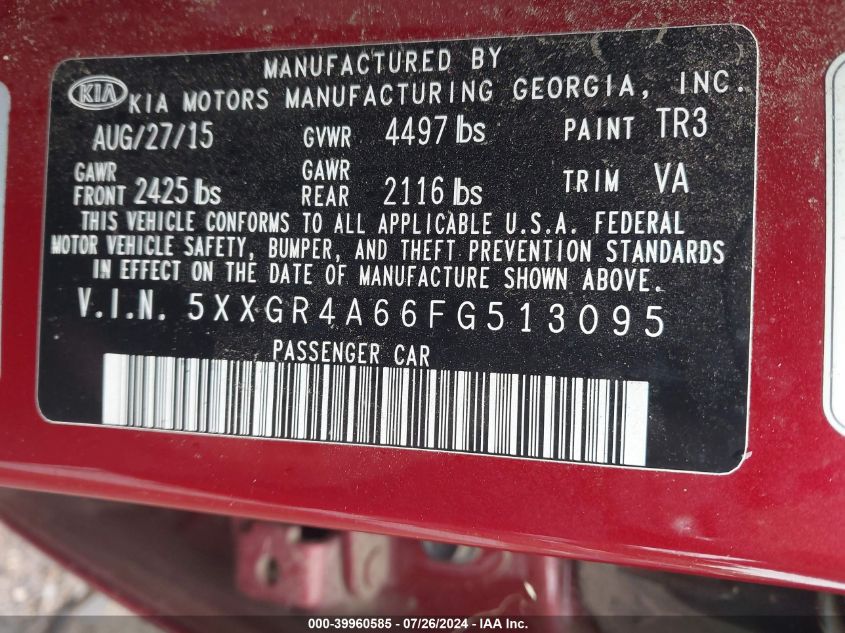 MANUFACTURED BY
KIA KIA MOTORS MANUFACTURING GEORGIA, INC.
AUG/27/15 GVWR 4497 lbs PAINT TR3
GAWR FRONT 2425 lbs GAWR REAR 2116 lbs TRIM VA
THIS VEHICLE CONFORMS TO ALL APPLICABLE U.S.A. FEDERAL
MOTOR VEHICLE SAFETY, BUMPER, AND THEFT PREVENTION STANDARDS
IN EFFECT ON THE DATE OF MANUFACTURE SHOWN ABOVE.
V.I.N. 5XXGR4A66FG513095
PASSENGER CAR
000-39960585 - 07/26/2024 - IAA Inc.